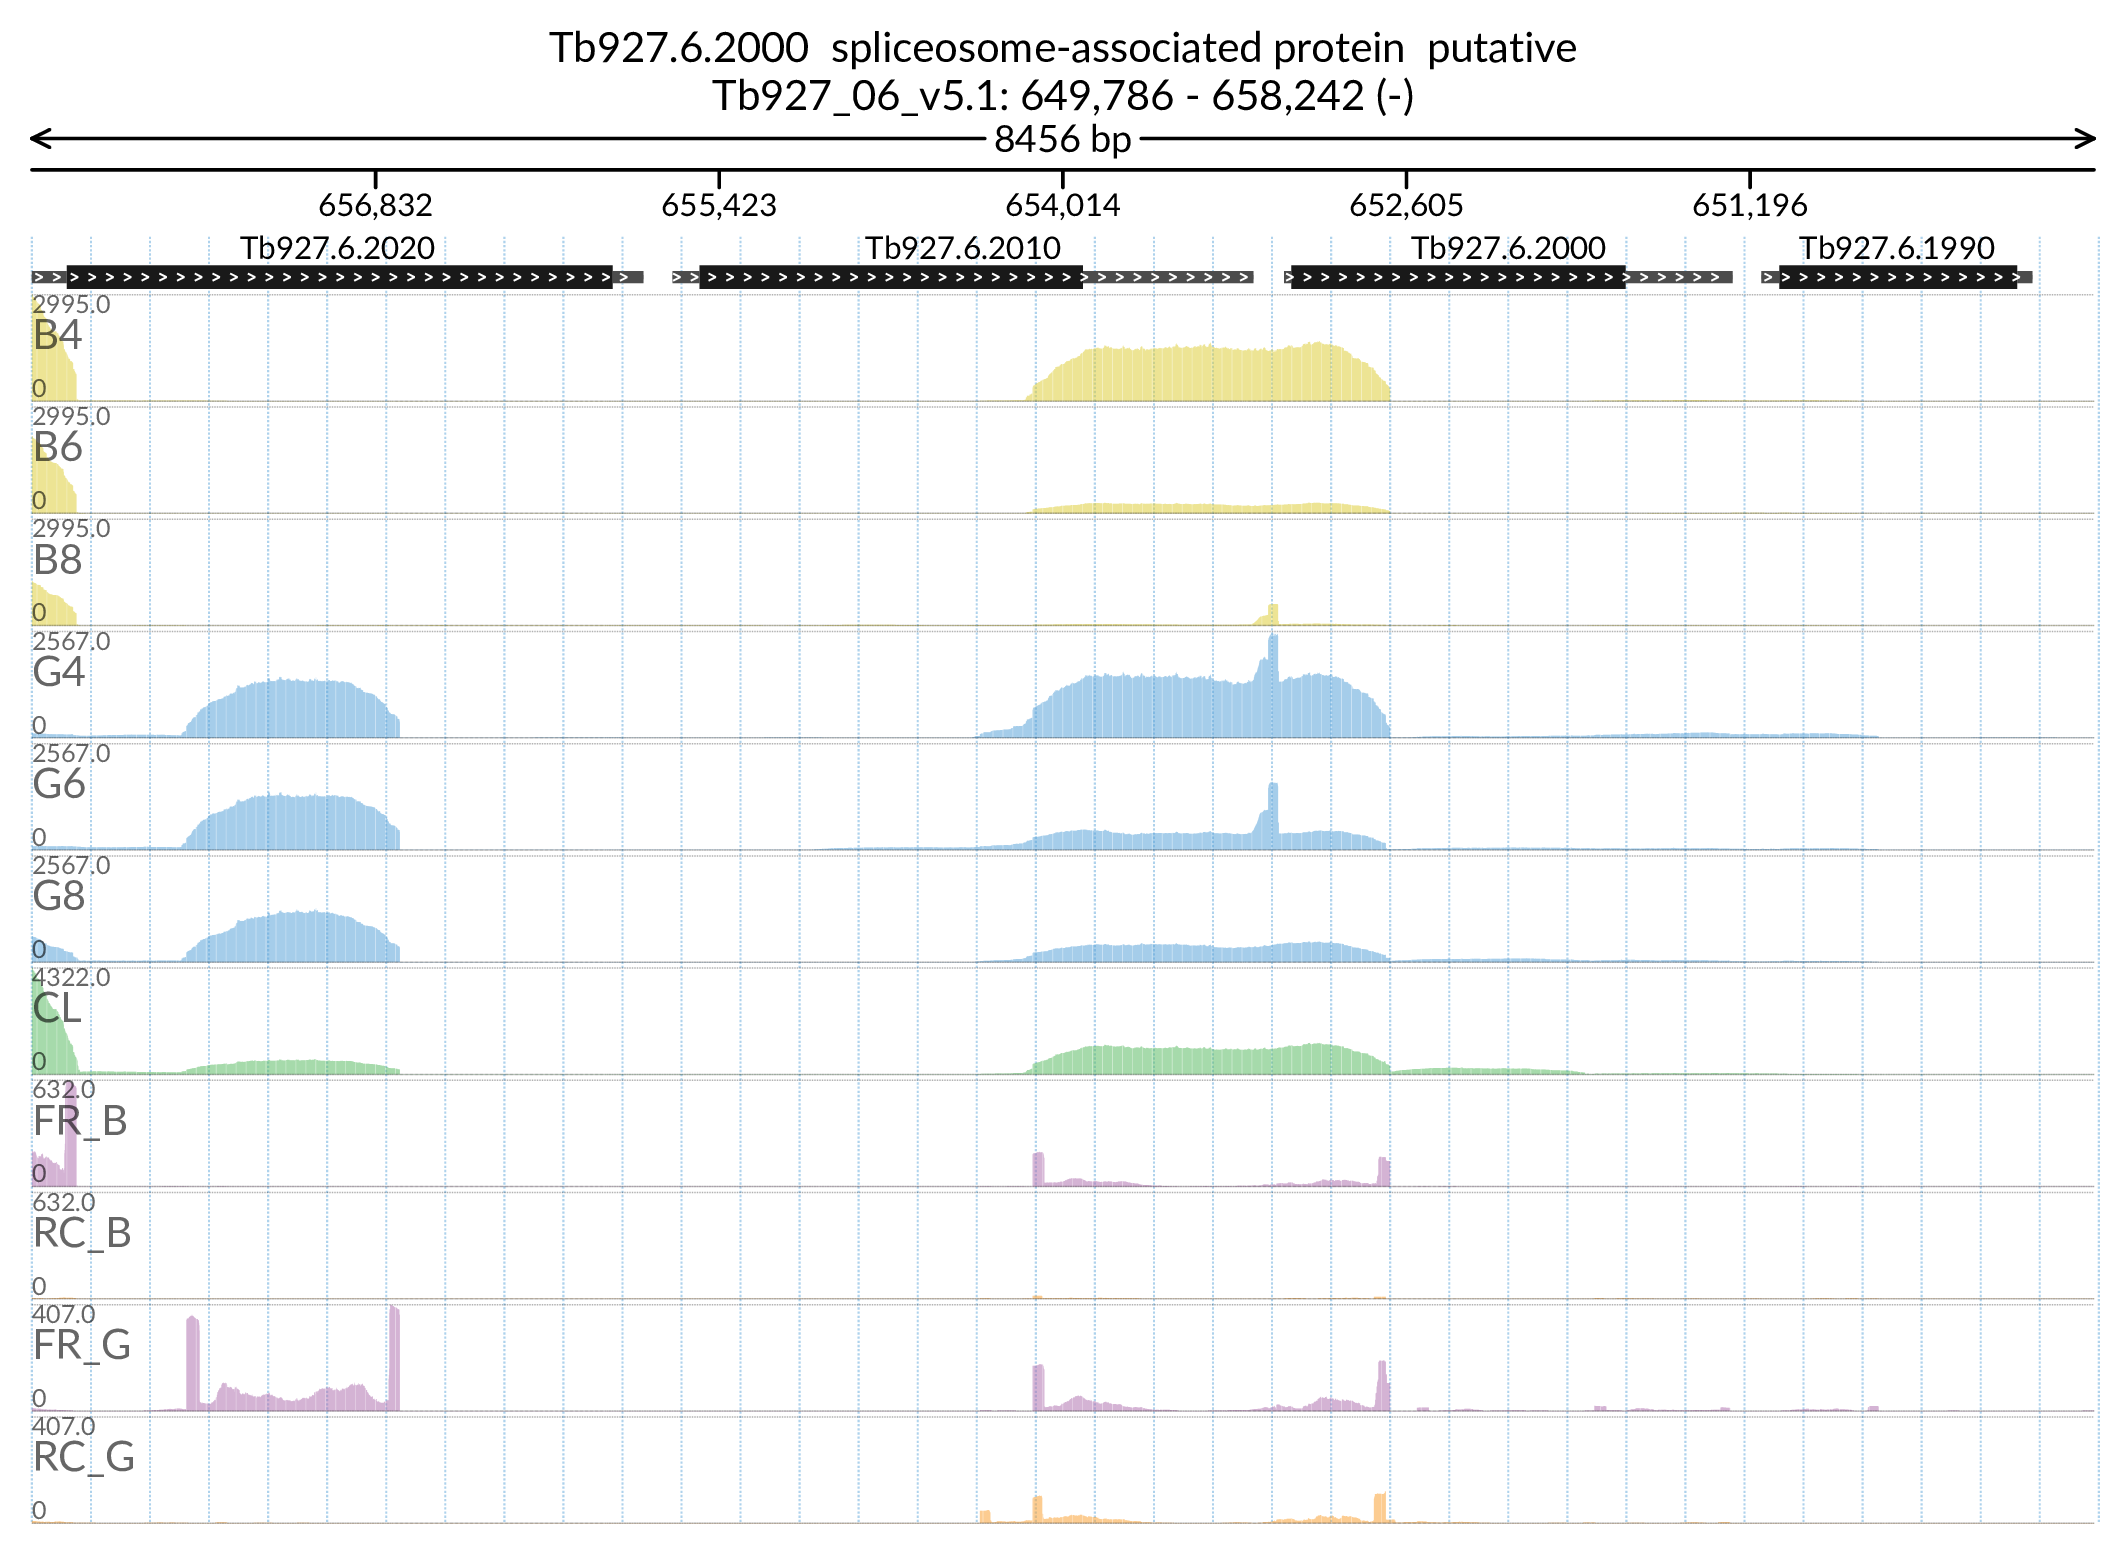 Tb927.6.2000  spliceosome-associated protein  putative
Tb927_06_v5.1: 649,786 - 658,242 (-)
8456 bp
656,832 655,423 654,014 652,605 651,196
Tb927.6.2020 Tb927.6.2010 Tb927.6.2000 Tb927.6.1990
2995.0
B4
0
2995.0
B6
0
2995.0
B8
0
2567.0
G4
0
2567.0
G6
0
2567.0
G8
0
4322.0
CL
0
632.0
FR_B
0
632.0
RC_B
0
407.0
FR_G
0
407.0
RC_G
0